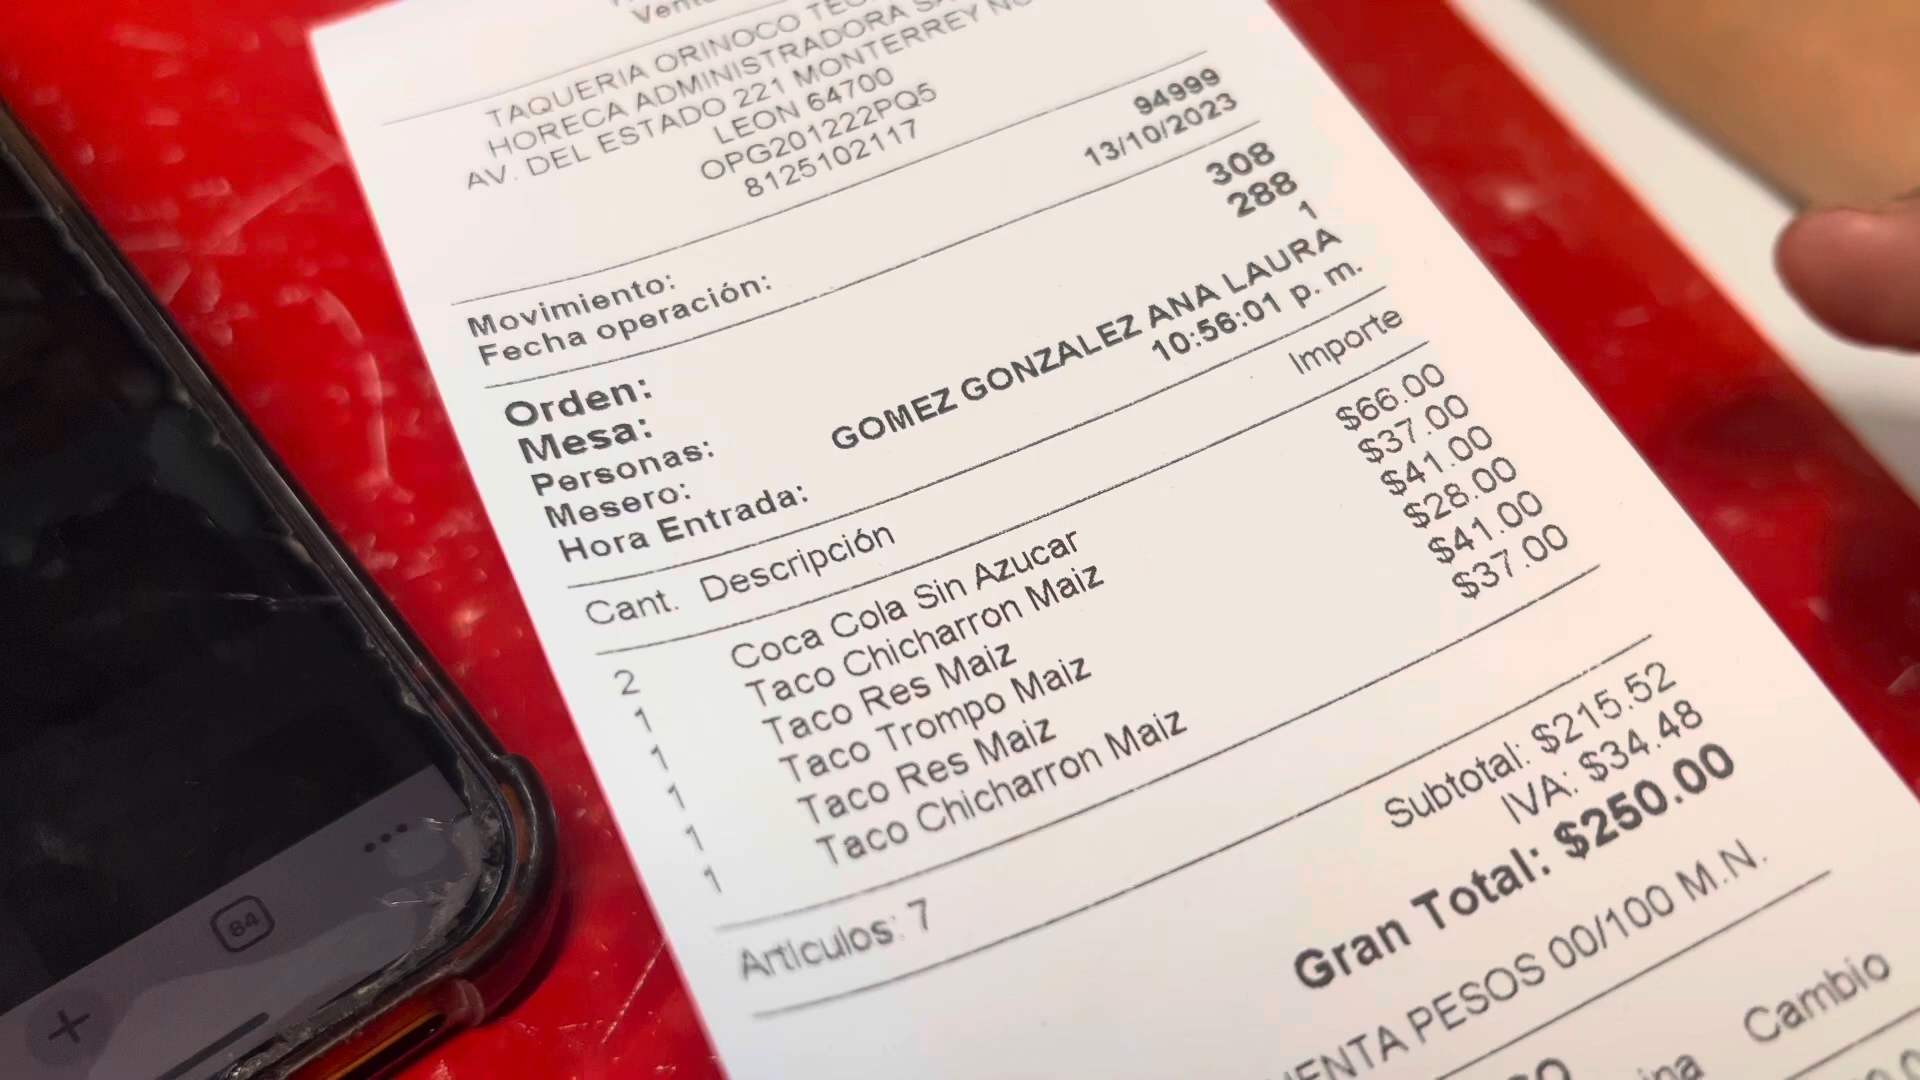 TAQUERIA ORINOCO
HORECA ADMINISTRADORA
AV. DEL ESTADO 221 MONTERREY
LEON 64700
OPG201222PQ5
8125102117
Movimiento: 94999
Fecha operación: 13/10/2023
Orden: 308
Mesa: 288
Personas: 1
Mesero: GOMEZ GONZALEZ ANA LAURA
Hora Entrada: 10:56:01 p. m.
Cant. Descripción Importe
2 Coca Cola Sin Azucar $66.00
1 Taco Chicharron Maiz $37.00
1 Taco Res Maiz $41.00
1 Taco Trompo Maiz $28.00
1 Taco Res Maiz $41.00
1 Taco Chicharron Maiz $37.00
Articulos: 7
Subtotal: $215.52
IVA: $34.48
Gran Total: $250.00
PESOS 00/100 M.N.
Cambio
84